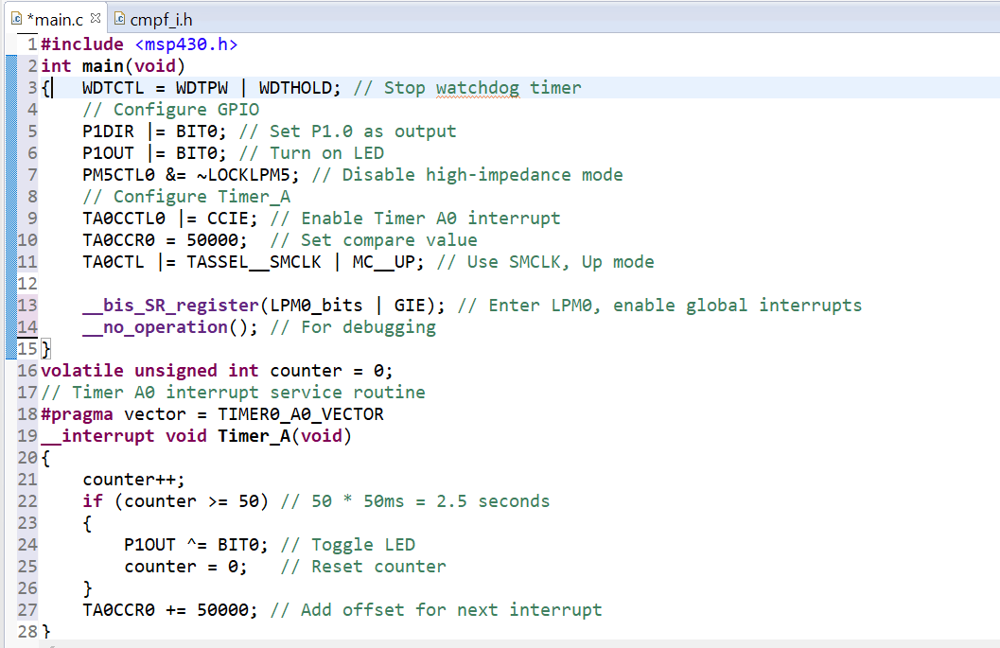 *main.c cmpf_i.h
1 #include <msp430.h>
2 int main(void)
3 {   WDTCTL = WDTPW | WDTHOLD; // Stop watchdog timer
4     // Configure GPIO
5     P1DIR |= BIT0; // Set P1.0 as output
6     P1OUT |= BIT0; // Turn on LED
7     PM5CTL0 &= ~LOCKLPM5; // Disable high-impedance mode
8     // Configure Timer_A
9     TA0CCTL0 |= CCIE; // Enable Timer A0 interrupt
10     TA0CCR0 = 50000;  // Set compare value
11     TA0CTL |= TASSEL__SMCLK | MC__UP; // Use SMCLK, Up mode
12
13     __bis_SR_register(LPM0_bits | GIE); // Enter LPM0, enable global interrupts
14     __no_operation(); // For debugging
15 }
16 volatile unsigned int counter = 0;
17 // Timer A0 interrupt service routine
18 #pragma vector = TIMER0_A0_VECTOR
19 __interrupt void Timer_A(void)
20 {
21     counter++;
22     if (counter >= 50) // 50 * 50ms = 2.5 seconds
23     {
24         P1OUT ^= BIT0; // Toggle LED
25         counter = 0;   // Reset counter
26     }
27     TA0CCR0 += 50000; // Add offset for next interrupt
28 }